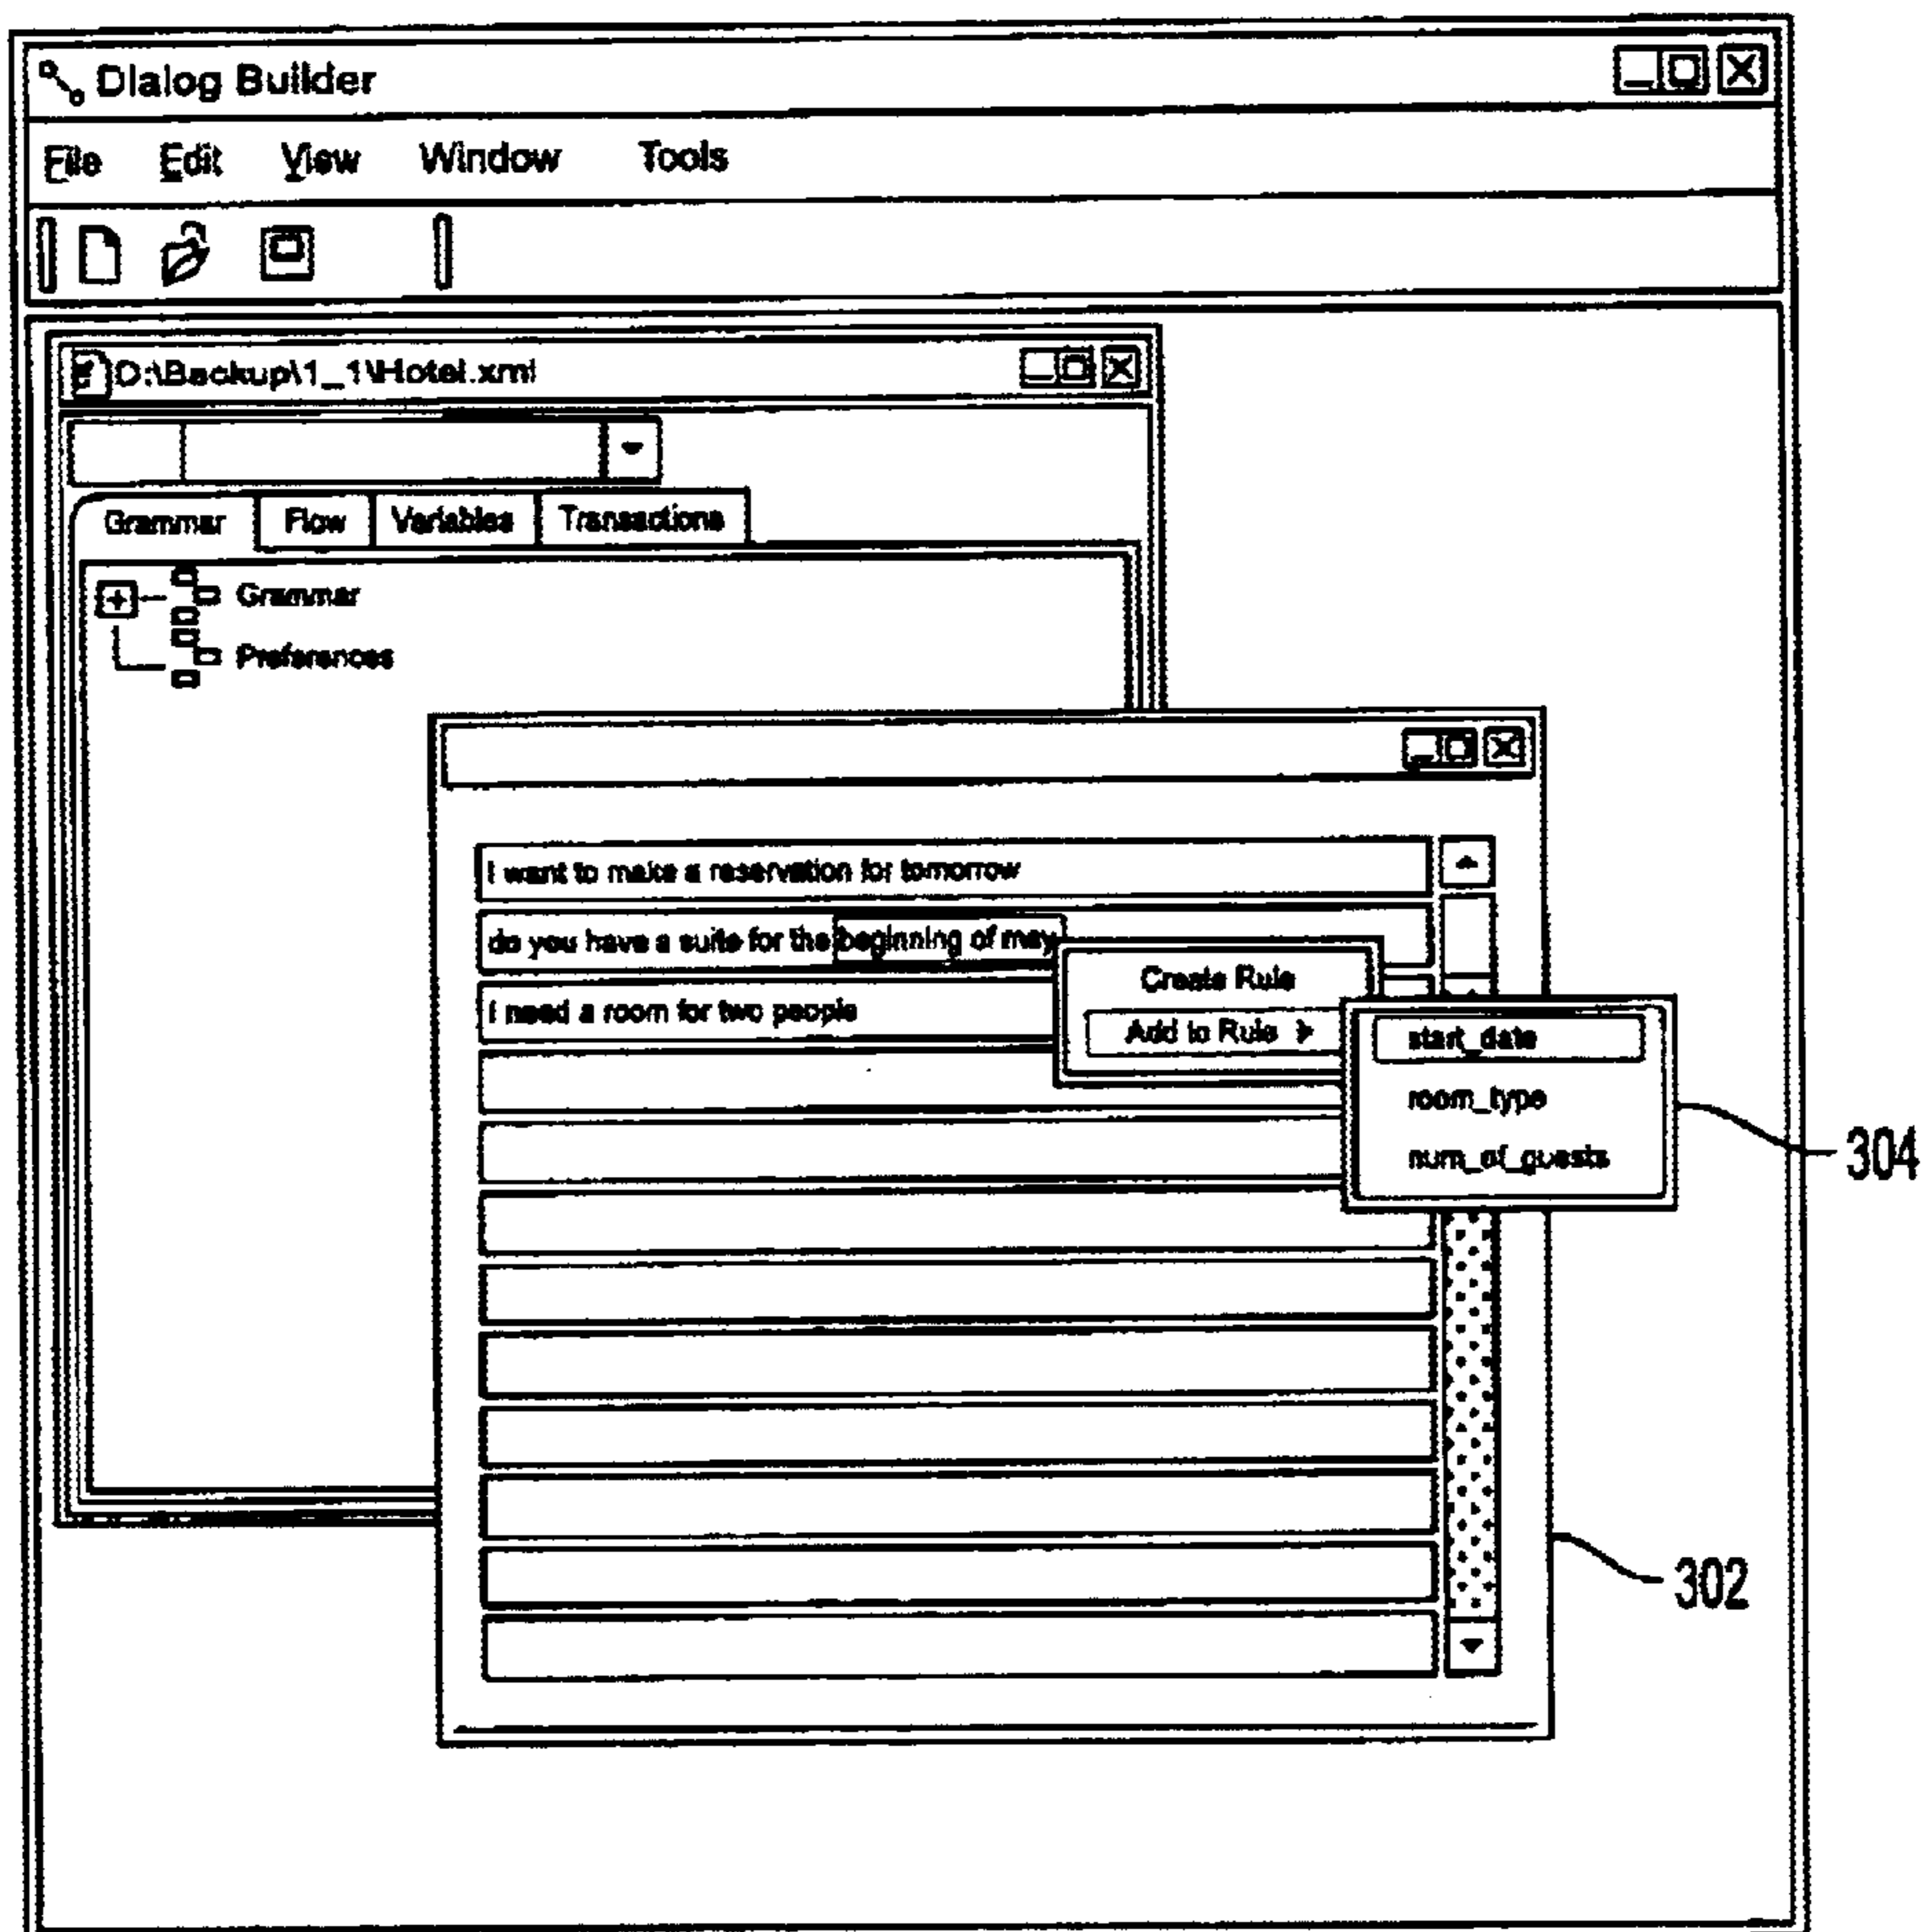 Dialog Builder
File Edit View Window Tools
D:\Backup\1_1\Hotel.xml
Grammar Flow Variables Transactions
Grammar
Preferences
I want to make a reservation for tomorrow
do you have a suite for the beginning of may
Create Rule
I need a room for two people
Add to Rule
start_date
room_type
num_of_guests
304
302